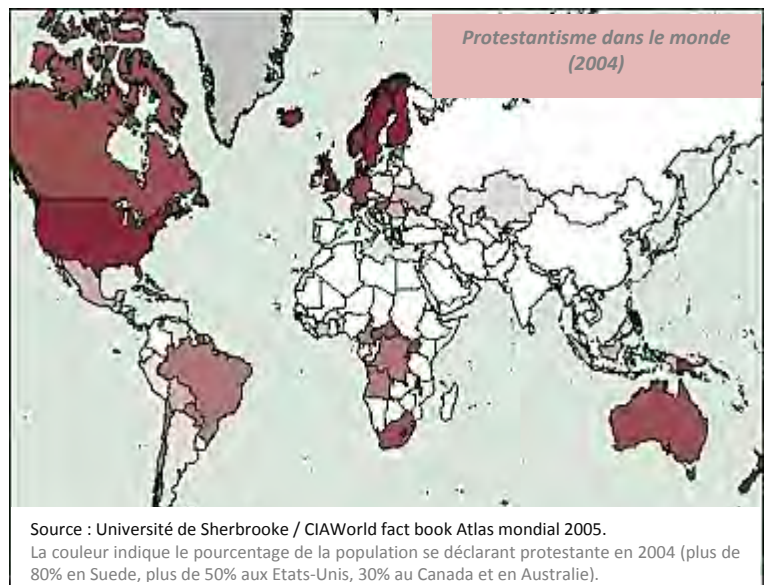 Protestantisme dans le monde
(2004)
Source : Université de Sherbrooke / CIAWorld fact book Atlas mondial 2005.
La couleur indique le pourcentage de la population se déclarant protestante en 2004 (plus de
80% en Suede, plus de 50% aux Etats-Unis, 30% au Canada et en Australie).